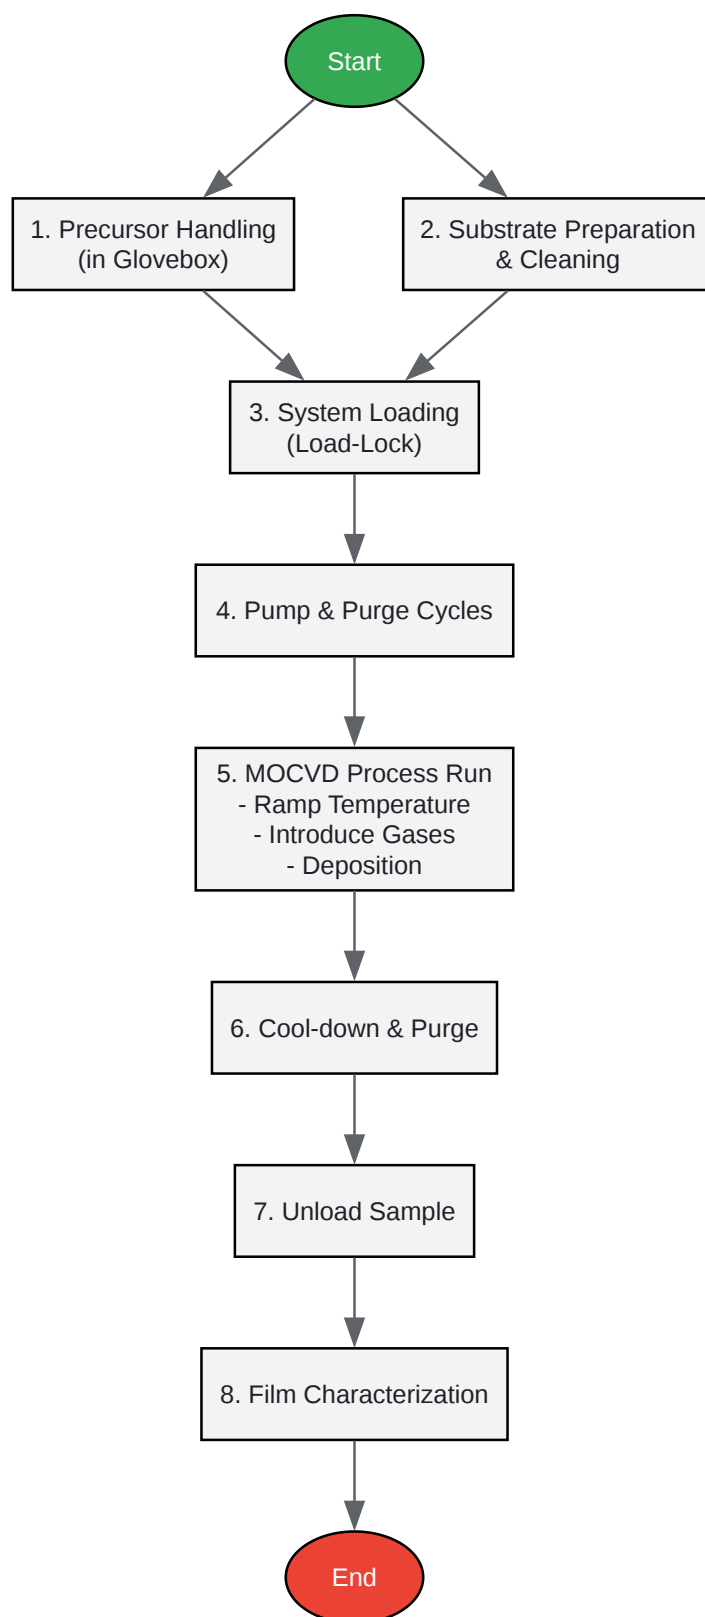 Start
1. Precursor Handling
(in Glovebox)
2. Substrate Preparation
& Cleaning
3. System Loading
(Load-Lock)
4. Pump & Purge Cycles
5. MOCVD Process Run
- Ramp Temperature
- Introduce Gases
- Deposition
6. Cool-down & Purge
7. Unload Sample
8. Film Characterization
End